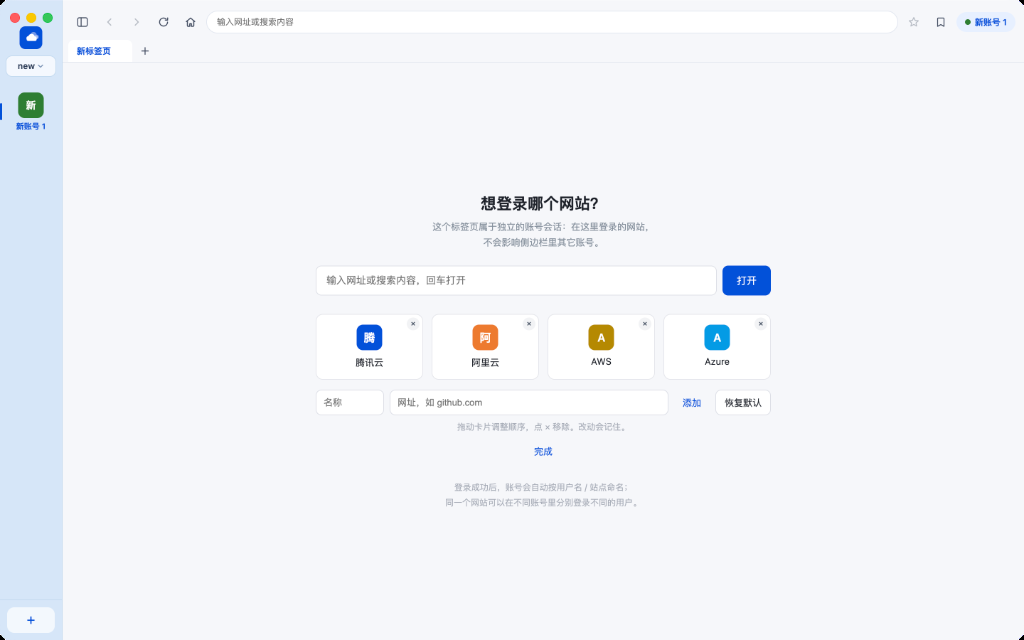 输入网址或搜索内容
新账号 1
新标签页
new
新
新账号 1
想登录哪个网站?
这个标签页属于独立的账号会话：在这里登录的网站，
不会影响侧边栏里其它账号。
输入网址或搜索内容，回车打开
打开
腾
腾讯云
阿
阿里云
A
AWS
A
Azure
名称
网址，如 github.com
添加
恢复默认
拖动卡片调整顺序，点 × 移除。改动会记住。
完成
登录成功后，账号会自动按用户名 / 站点命名；
同一个网站可以在不同账号里分别登录不同的用户。